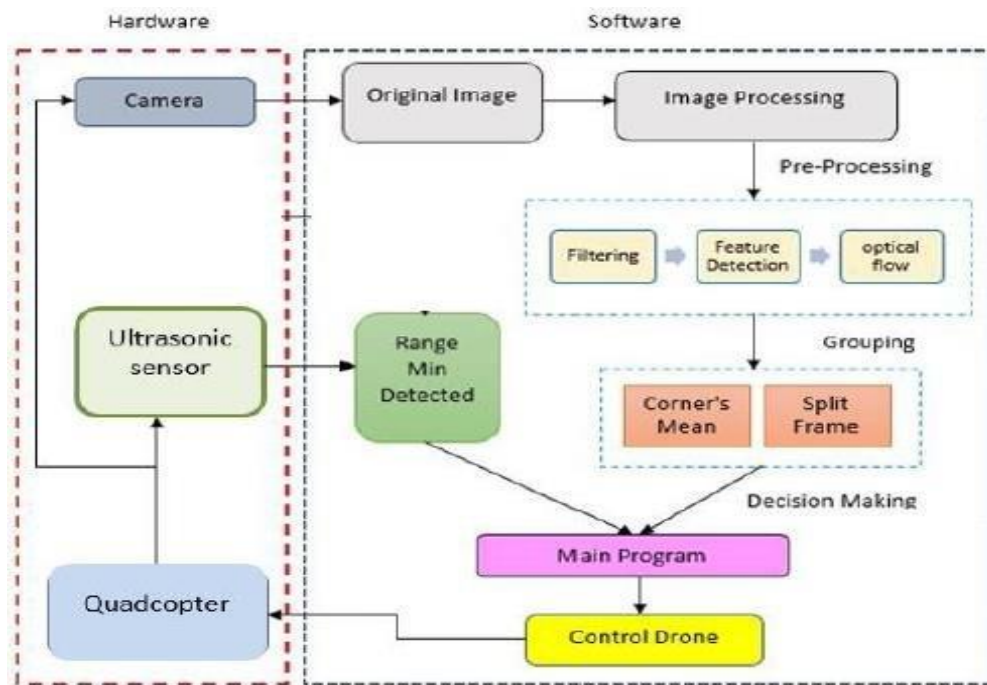 Hardware
Software
Camera
Original Image
Image Processing
Pre-Processing
Filtering
Feature
Detection
optical
flow
Grouping
Ultrasonic
sensor
Range
Min
Detected
Corner's
Mean
Split
Frame
Decision Making
Main Program
Quadcopter
Control Drone